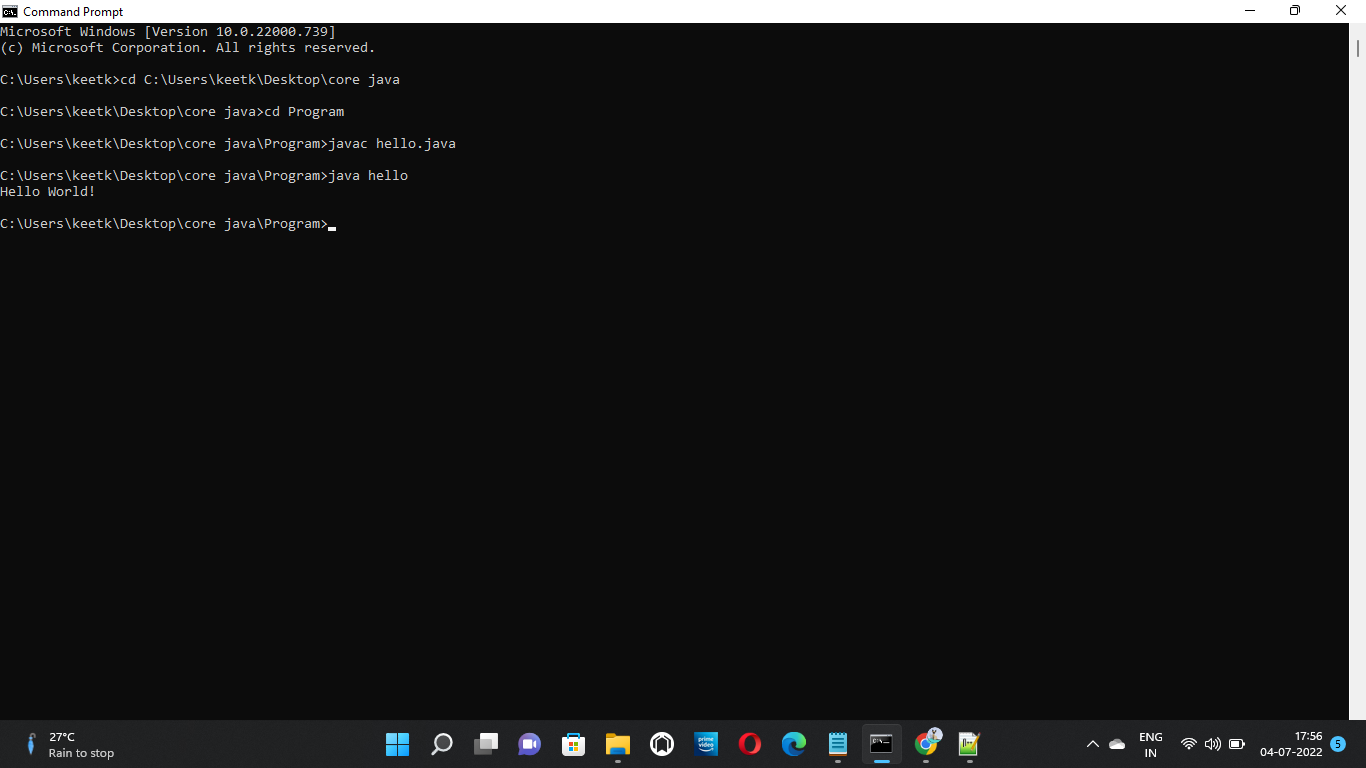 Command Prompt
Microsoft Windows [Version 10.0.22000.739]
(c) Microsoft Corporation. All rights reserved.
C:\Users\keetk>cd C:\Users\keetk\Desktop\core java
C:\Users\keetk\Desktop\core java>cd Program
C:\Users\keetk\Desktop\core java\Program>javac hello.java
C:\Users\keetk\Desktop\core java\Program>java hello
Hello World!
C:\Users\keetk\Desktop\core java\Program>
27°C
Rain to stop
prime video
ENG
IN
17:56
04-07-2022
5